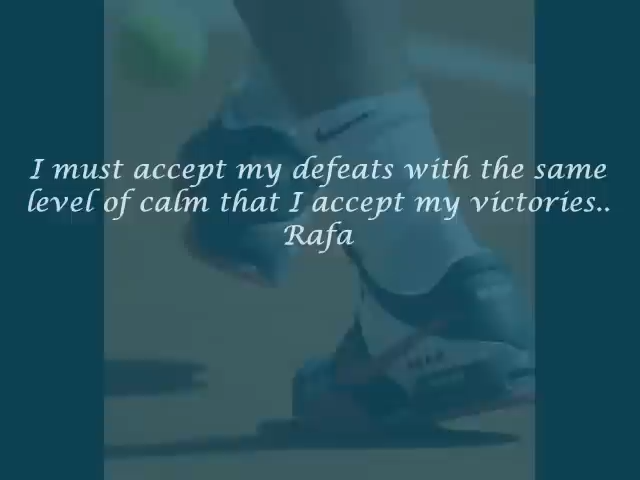 I must accept my defeats with the same
level of calm that I accept my victories..
Rafa